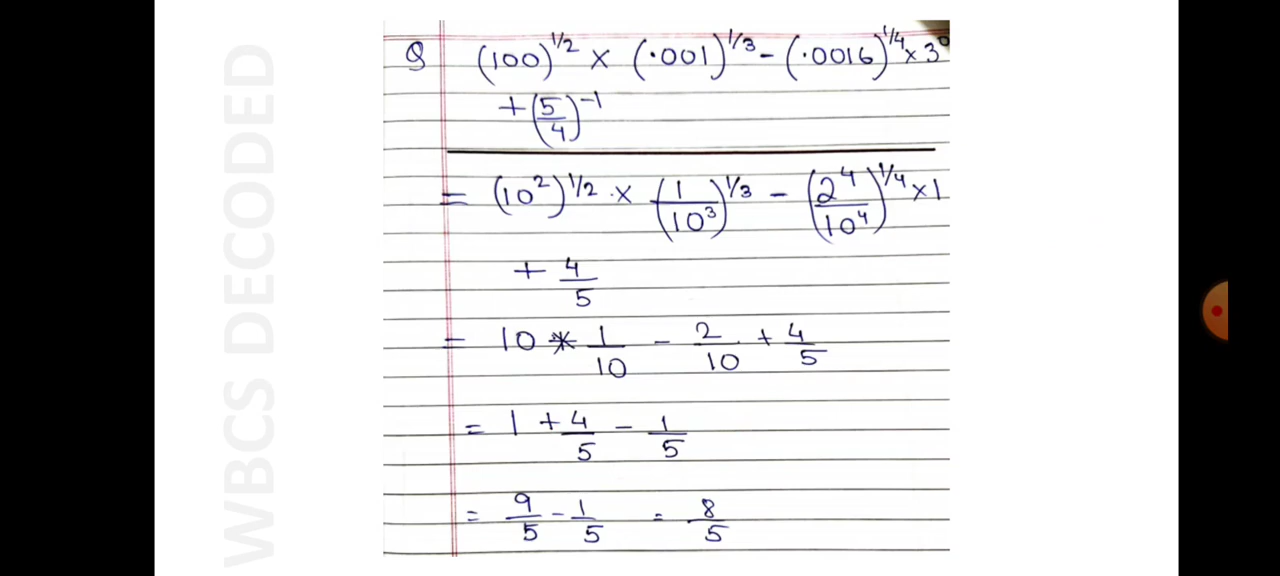 WBCS DECODED
Q (100)^1/2 × (·001)^1/3 - (·0016)^1/4 × 3^0
+ (5/4)^-1
= (10^2)^1/2 · × (1/10^3)^1/3 - (2^4/10^4)^1/4 × 1
+ 4/5
= 10 * 1/10 - 2/10 + 4/5
= 1 + 4/5 - 1/5
= 9/5 - 1/5 = 8/5